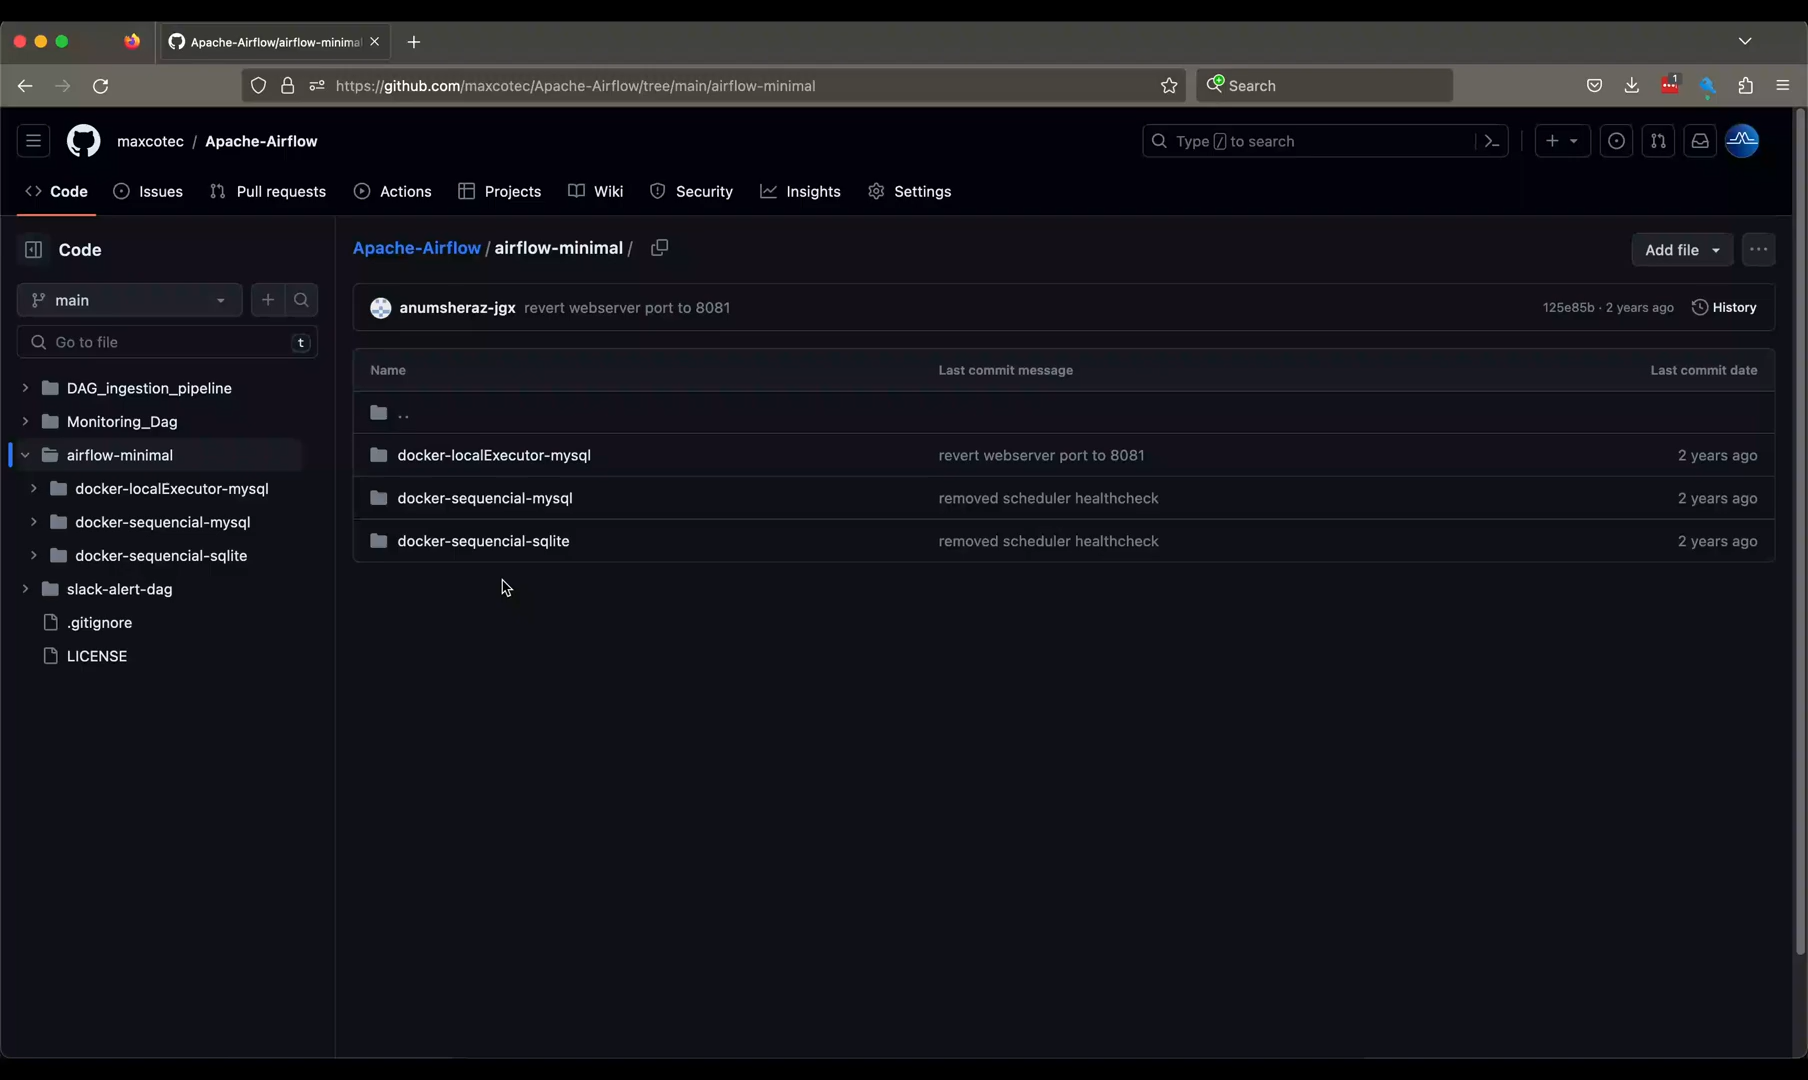 Apache-Airflow/airflow-minima
https://github.com/maxcotec/Apache-Airflow/tree/main/airflow-minimal
Search
1
maxcotec / Apache-Airflow
Type / to search
Code Issues Pull requests Actions Projects Wiki Security Insights Settings
Code
main
Go to file t
DAG_ingestion_pipeline
Monitoring_Dag
airflow-minimal
docker-localExecutor-mysql
docker-sequencial-mysql
docker-sequencial-sqlite
slack-alert-dag
.gitignore
LICENSE
Apache-Airflow / airflow-minimal /
Add file
anumsheraz-jgx revert webserver port to 8081 125e85b · 2 years ago History
Name Last commit message Last commit date
..
docker-localExecutor-mysql revert webserver port to 8081 2 years ago
docker-sequencial-mysql removed scheduler healthcheck 2 years ago
docker-sequencial-sqlite removed scheduler healthcheck 2 years ago